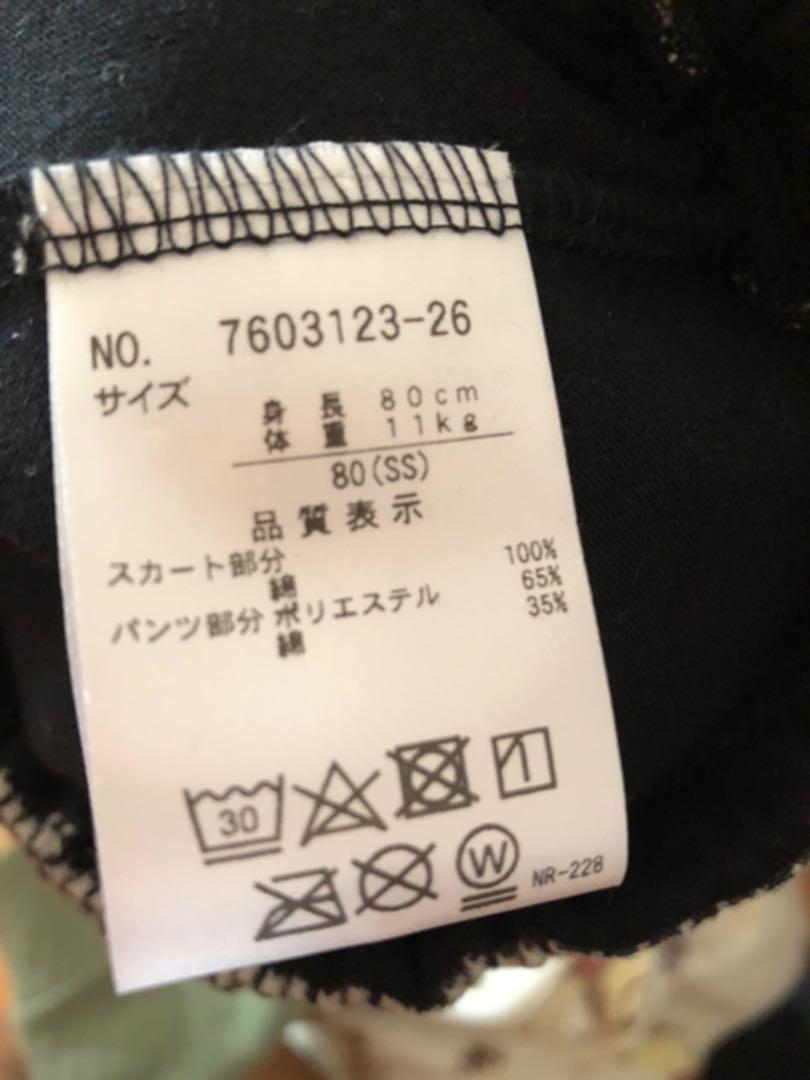 NO. 7603123-26
サイズ
身長 80cm
体重 11kg
80(SS)
品質表示
スカート部分
綿 100%
パンツ部分 ポリエステル 65%
綿 35%
30
W
NR-228